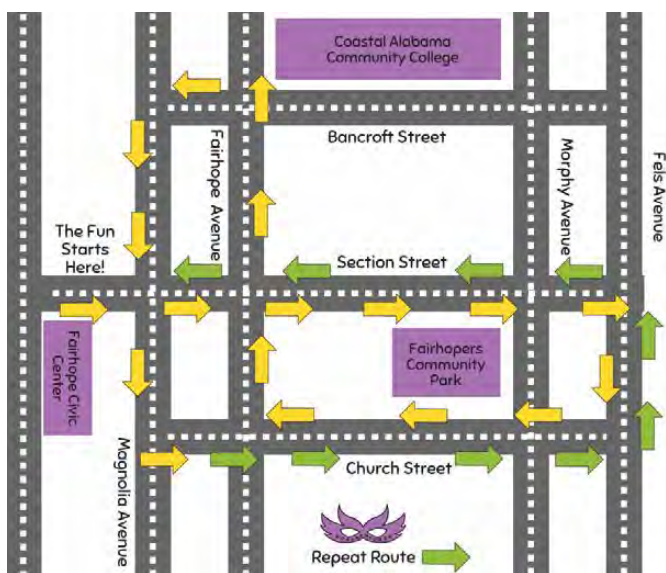 Coastal Alabama
Community College
Bancroft Street
Fairhope Avenue
Morphy Avenue
Fels Avenue
The Fun
Starts
Here!
Section Street
Fairhope Civic
Center
Fairhopers
Community
Park
Magnolia Avenue
Church Street
Repeat Route